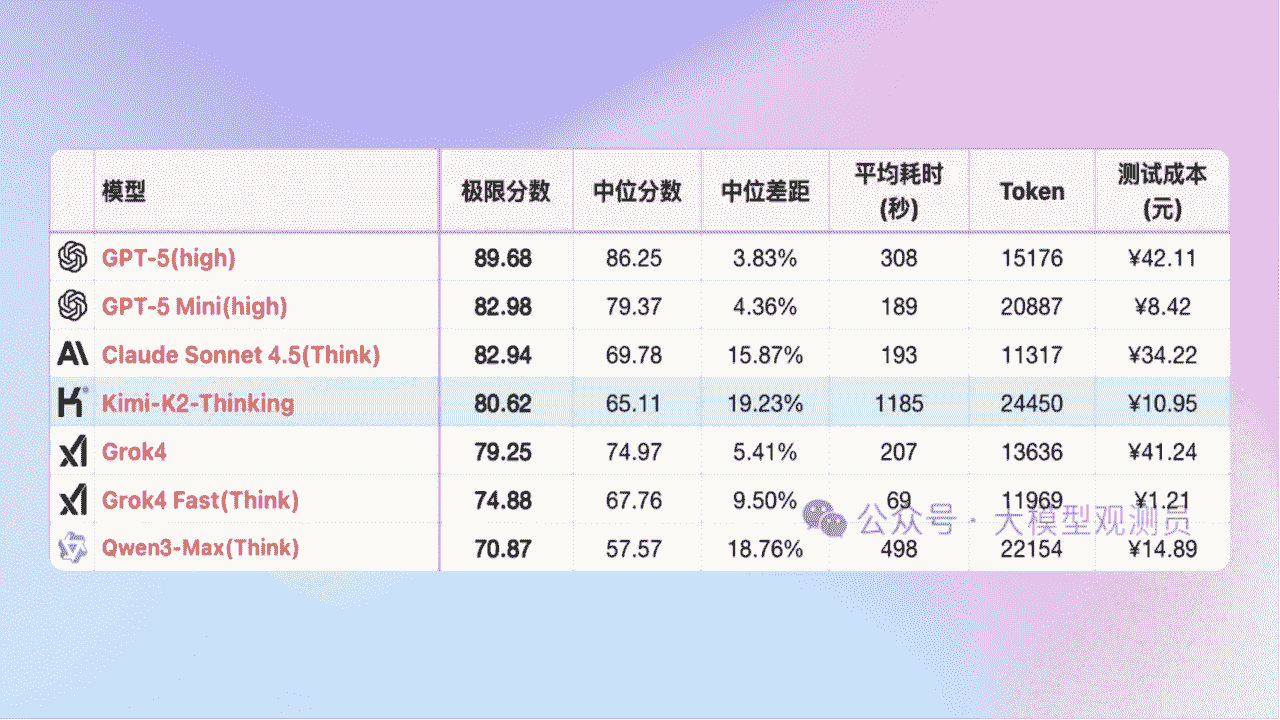 模型 极限分数 中位分数 中位差距 平均耗时(秒) Token 测试成本(元)
GPT-5(high) 89.68 86.25 3.83% 308 15176 ¥42.11
GPT-5 Mini(high) 82.98 79.37 4.36% 189 20887 ¥8.42
Claude Sonnet 4.5(Think) 82.94 69.78 15.87% 193 11317 ¥34.22
Kimi-K2-Thinking 80.62 65.11 19.23% 1185 24450 ¥10.95
Grok4 79.25 74.97 5.41% 207 13636 ¥41.24
Grok4 Fast(Think) 74.88 67.76 9.50% 69 11969 ¥1.21
公众号·大模型观测员
Qwen3-Max(Think) 70.87 57.57 18.76% 498 22154 ¥14.89